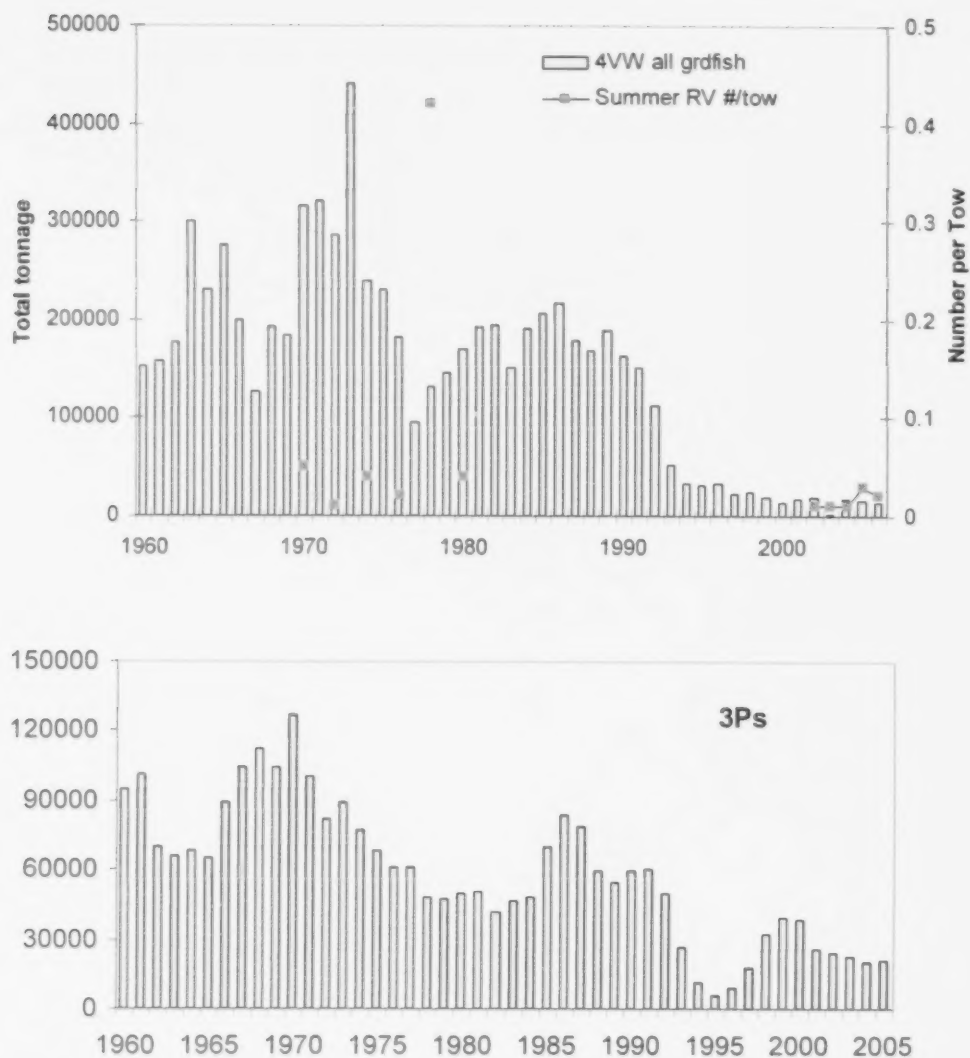 500000
400000
300000
200000
100000
0
Total tonnage
4VW all grdfish
Summer RV #/tow
0.5
0.4
0.3
0.2
0.1
0
Number per Tow
1960 1970 1980 1990 2000
150000
120000
90000
60000
30000
0
3Ps
1960 1965 1970 1975 1980 1985 1990 1995 2000 2005